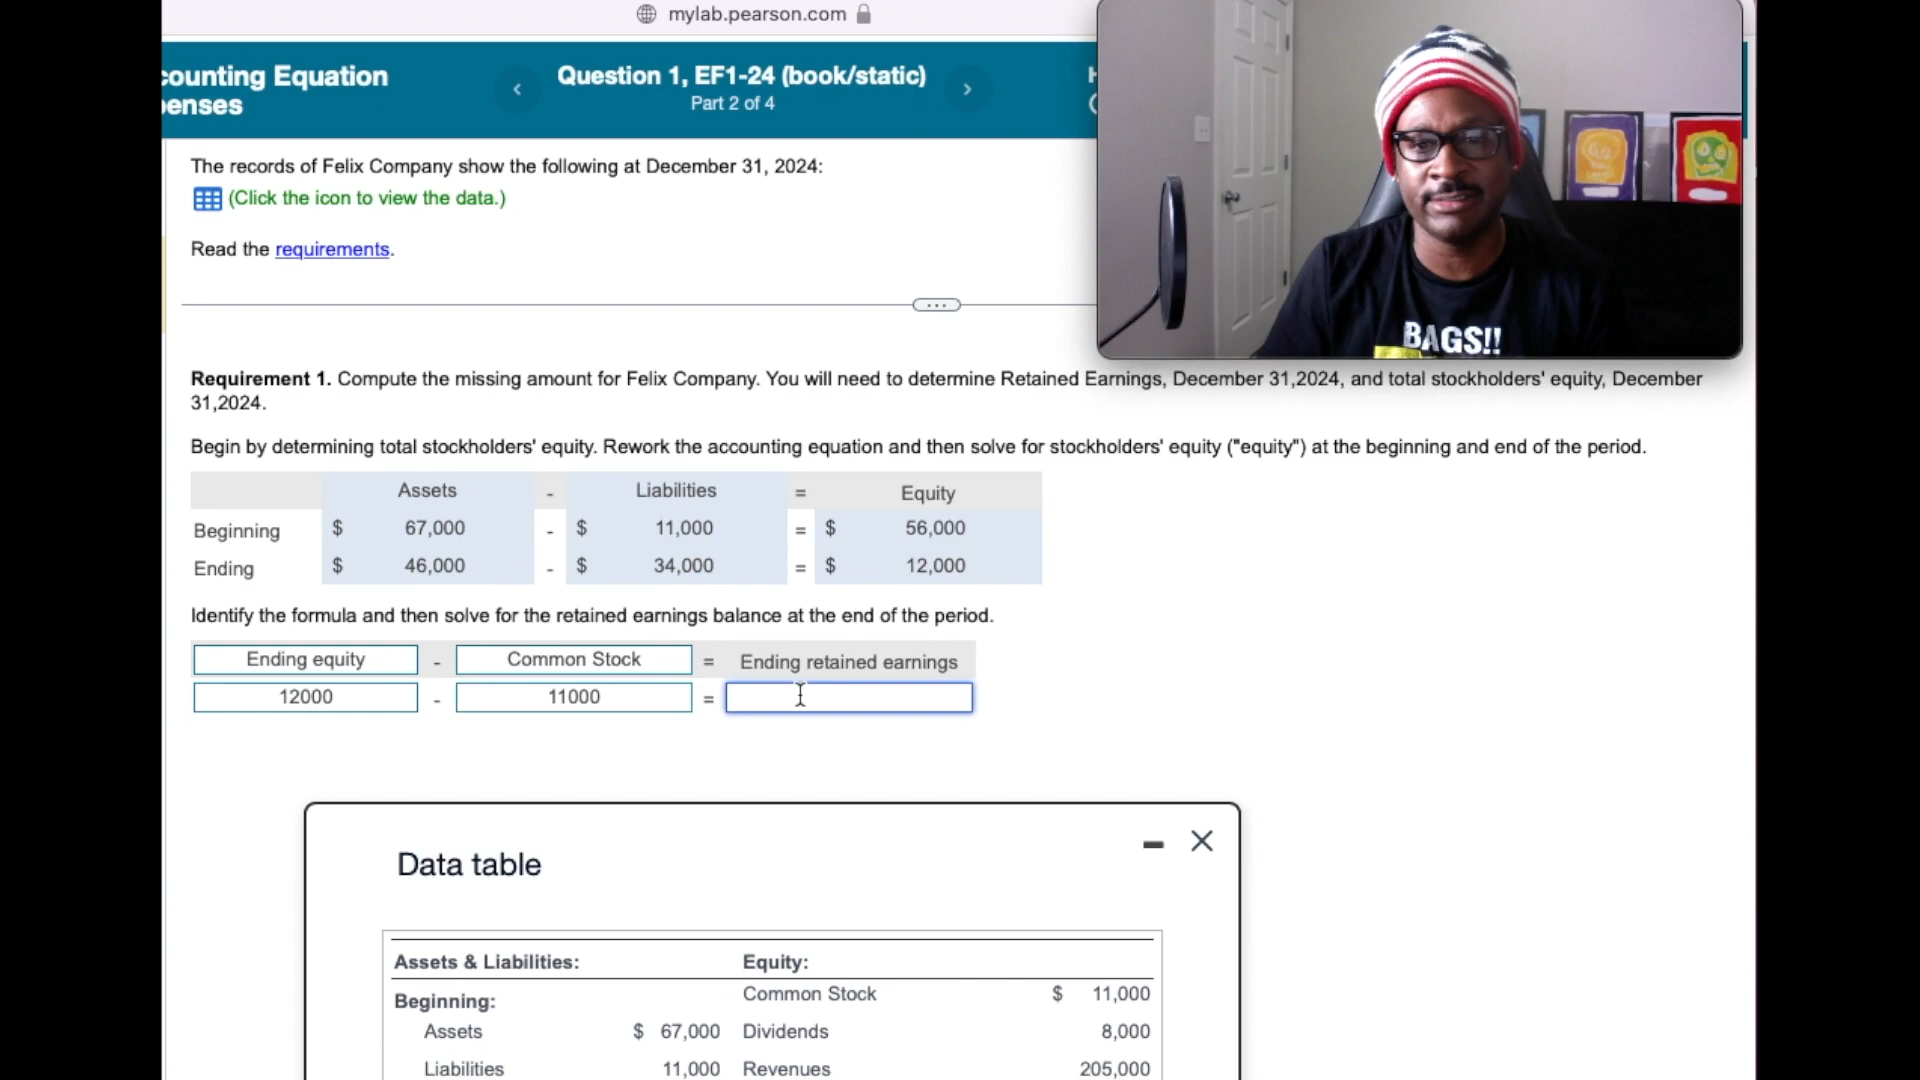 mylab.pearson.com
counting Equation
penses
Question 1, EF1-24 (book/static)
Part 2 of 4
The records of Felix Company show the following at December 31, 2024:
(Click the icon to view the data.)
Read the requirements.
BAGS!!
Requirement 1. Compute the missing amount for Felix Company. You will need to determine Retained Earnings, December 31,2024, and total stockholders' equity, December
31,2024.
Begin by determining total stockholders' equity. Rework the accounting equation and then solve for stockholders' equity ("equity") at the beginning and end of the period.
Assets - Liabilities = Equity
Beginning $ 67,000 - $ 11,000 = $ 56,000
Ending $ 46,000 - $ 34,000 = $ 12,000
Identify the formula and then solve for the retained earnings balance at the end of the period.
Ending equity - Common Stock = Ending retained earnings
12000 - 11000 =
Data table
Assets & Liabilities: Equity:
Beginning: Common Stock $ 11,000
Assets $ 67,000 Dividends 8,000
Liabilities 11,000 Revenues 205,000